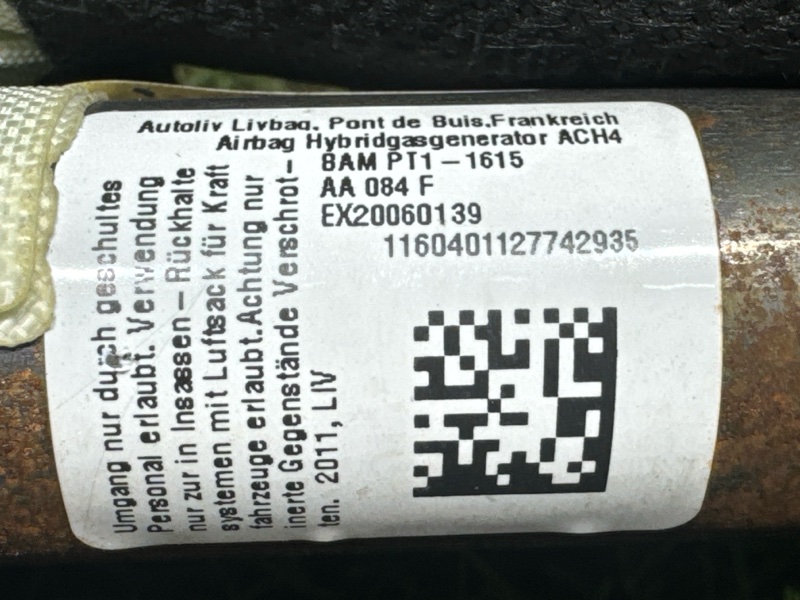 Autoliv Livbag, Pont de Buis,Frankreich
Airbag Hybridgasgenerator ACH4
BAM PT1-1615
AA 084 F
EX20060139
1160401127742935
Umgang nur durch geschultes
Personal erlaubt. Verwendung
nur zur in Insassen-Rückhalte
systemen mit Luftsack für Kraft
fahrzeuge erlaubt.Achtung nur
inerte Gegenstände Verschrot-
ten. 2011, LIV